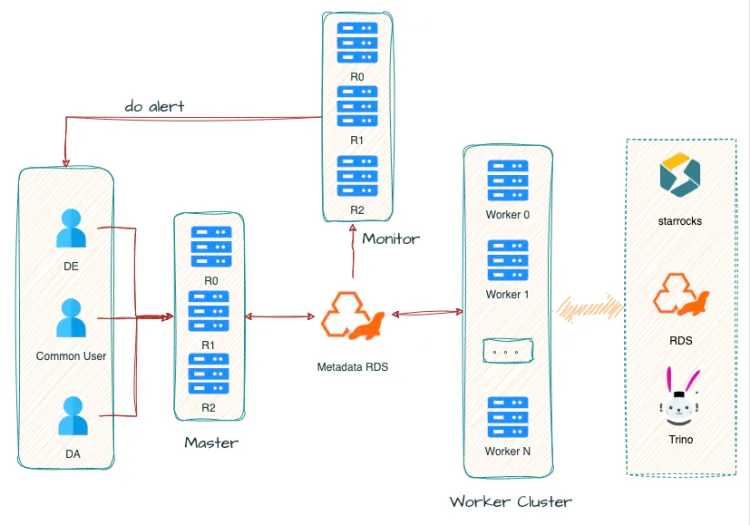 do alert
R0
R1
R2
Monitor
DE
Common User
DA
R0
R1
R2
Master
Metadata RDS
Worker 0
Worker 1
. . .
Worker N
Worker Cluster
starrocks
RDS
Trino